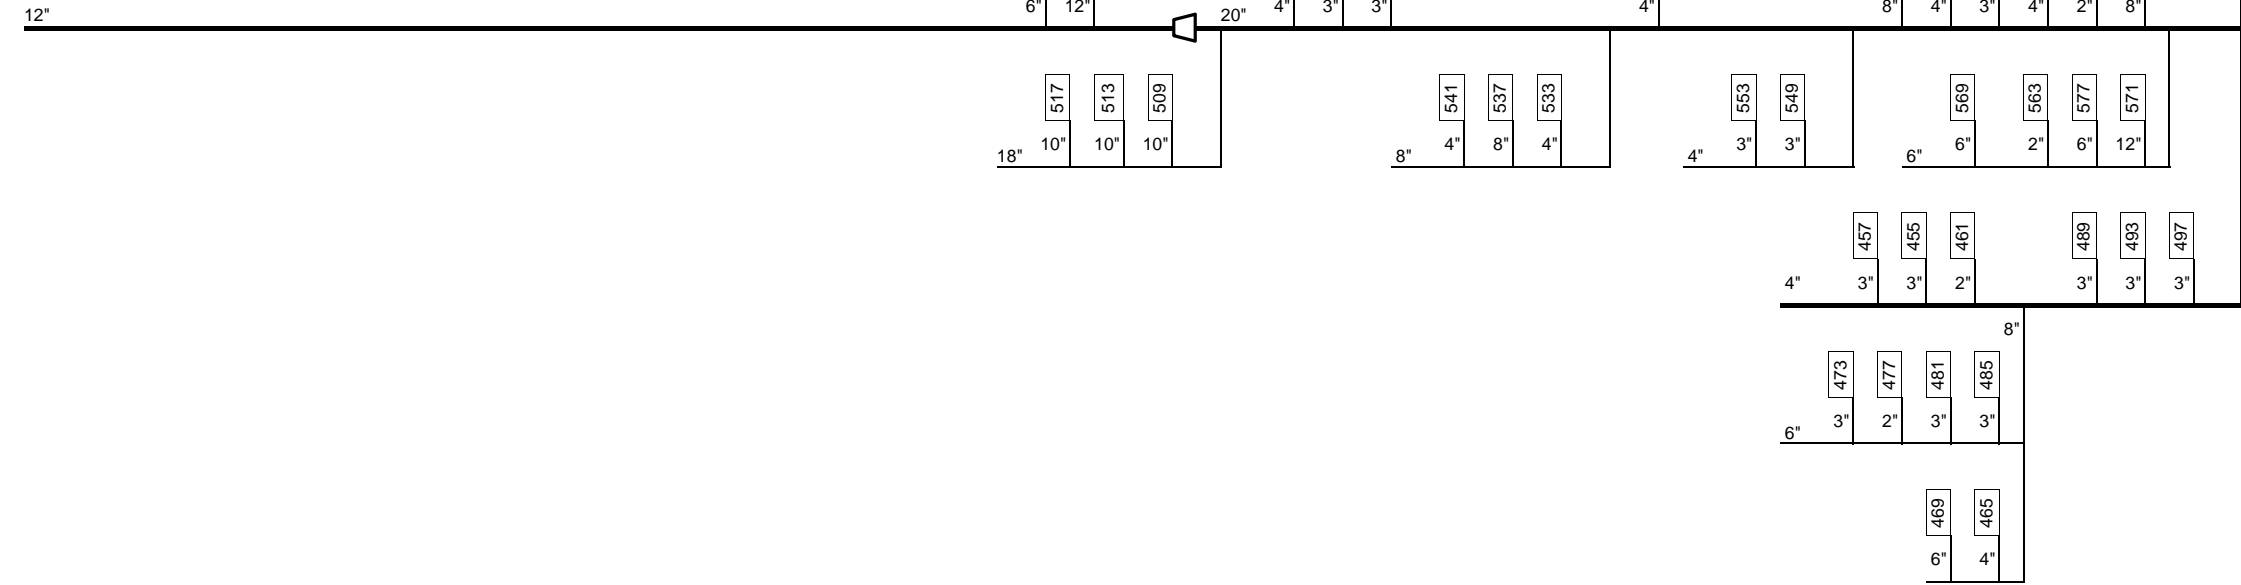 6" 12" 4" 3" 3" 4" 8" 4" 3" 4" 2" 8"
12" 20"
517 513 509 541 537 533 553 549 569 563 577 571
10" 10" 10" 4" 8" 4" 3" 3" 6" 2" 6" 12"
18" 8" 4" 6"
457 455 461 489 493 497
4" 3" 3" 2" 3" 3" 3"
8"
473 477 481 485
3" 2" 3" 3"
6"
469 465
6" 4"